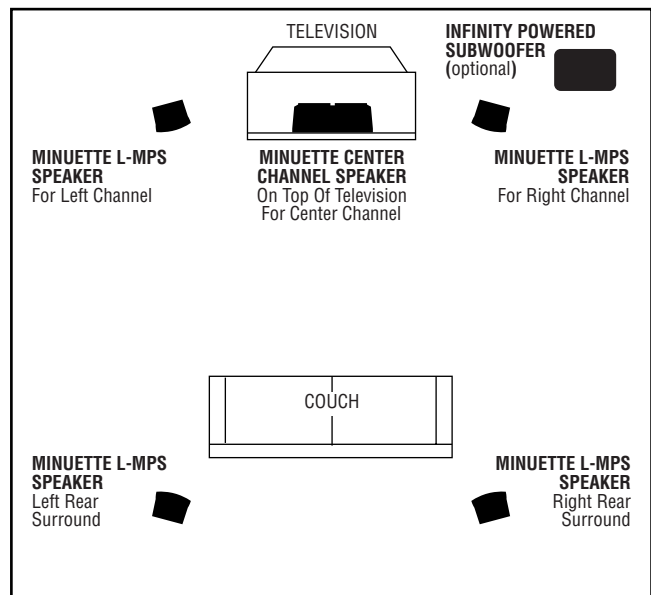 TELEVISION
INFINITY POWERED
SUBWOOFER
(optional)
MINUETTE L-MPS
SPEAKER
For Left Channel
MINUETTE CENTER
CHANNEL SPEAKER
On Top Of Television
For Center Channel
MINUETTE L-MPS
SPEAKER
For Right Channel
COUCH
MINUETTE L-MPS
SPEAKER
Left Rear
Surround
MINUETTE L-MPS
SPEAKER
Right Rear
Surround